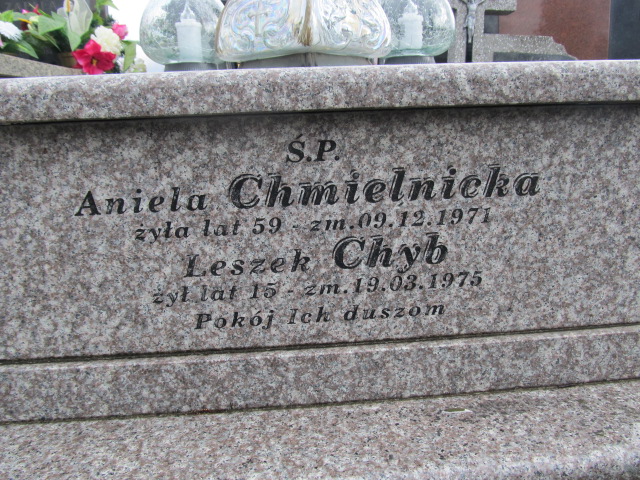 Ś.P.
Aniela Chmielnicka
żyła lat 59 - zm.09.12.1971
Leszek Chyb
żył lat 15 - zm.19.03.1975
Pokój Ich duszom